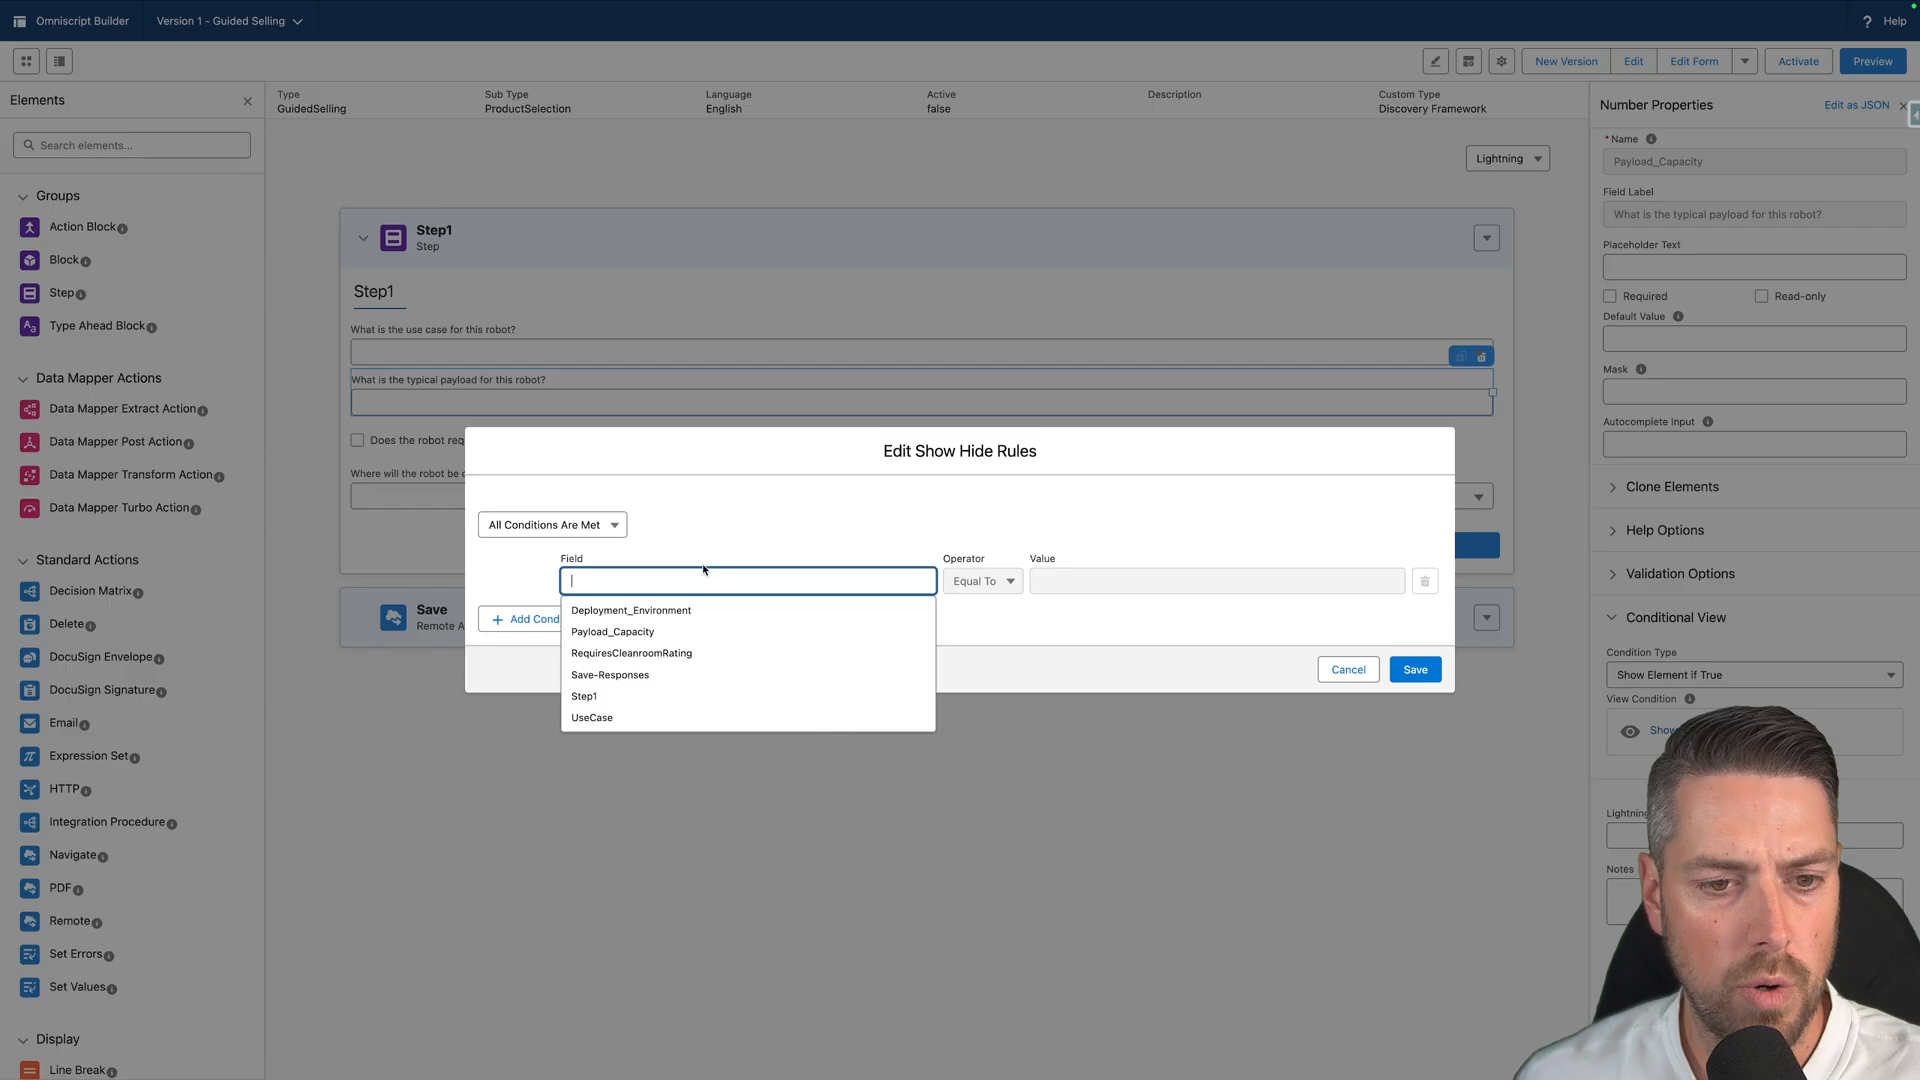 Omniscript Builder
Version 1 - Guided Selling
Help
New Version
Edit
Edit Form
Activate
Preview
Elements
Search elements...
Groups
Action Block
Block
Step
Type Ahead Block
Data Mapper Actions
Data Mapper Extract Action
Data Mapper Post Action
Data Mapper Transform Action
Data Mapper Turbo Action
Standard Actions
Decision Matrix
Delete
DocuSign Envelope
DocuSign Signature
Email
Expression Set
HTTP
Integration Procedure
Navigate
PDF
Remote
Set Errors
Set Values
Display
Line Break
Type
GuidedSelling
Sub Type
ProductSelection
Language
English
Active
false
Description
Custom Type
Discovery Framework
Lightning
Step1
Step
Step1
What is the use case for this robot?
What is the typical payload for this robot?
Does the robot req
Where will the robot be
Save
Remote A
Edit Show Hide Rules
All Conditions Are Met
Field
Operator
Value
Equal To
+ Add Cond
Deployment_Environment
Payload_Capacity
RequiresCleanroomRating
Save-Responses
Step1
UseCase
Cancel
Save
Number Properties
Edit as JSON
* Name
Payload_Capacity
Field Label
What is the typical payload for this robot?
Placeholder Text
Required
Read-only
Default Value
Mask
Autocomplete Input
Clone Elements
Help Options
Validation Options
Conditional View
Condition Type
Show Element if True
View Condition
Show
Lightning
Notes